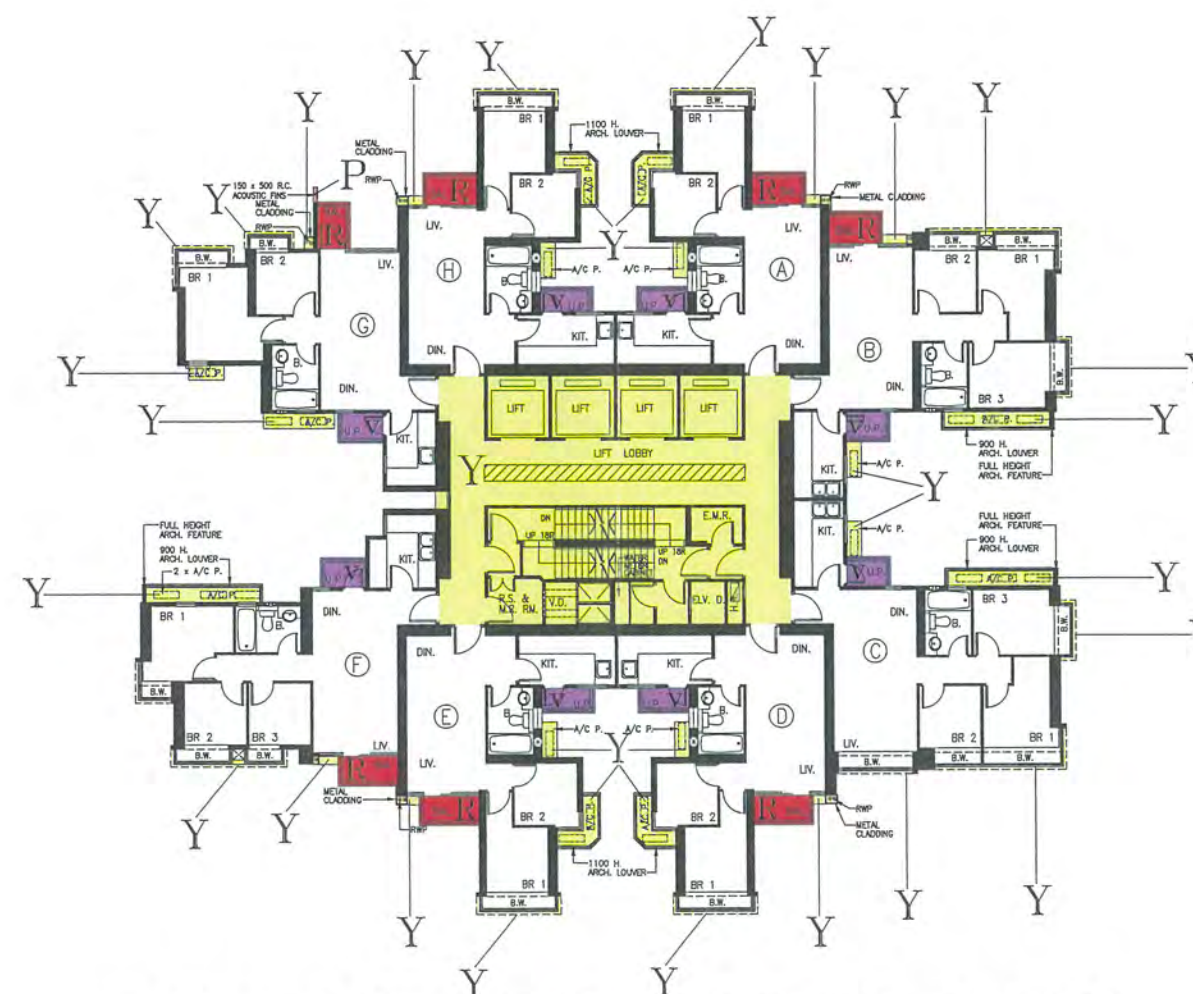 Y
Y
Y
Y
Y
Y
Y
Y
B.W.
BR 1
1100 H.
ARCH. LOUVER
B.W.
BR 1
METAL
CLADDING
RWP
150 x 500 R.C.
ACOUSTIC FINS
METAL
CLADDING
RWP
P
R
R
BR 2
A/C P.
A/C P.
BR 2
R
RWP
METAL CLADDING
R
Y
Y
B.W.
BR 1
B.W.
BR 2
LIV.
LIV.
H
B.
A/C P.
Y
A/C P.
B.
LIV.
A
LIV.
B.W.
B.W.
BR 2
BR 1
G
V U.P.
U.P. V
B
KIT.
KIT.
DIN.
DIN.
Y
A/C P.
B.
DIN.
B.
BR 3
B.W.
Y
DIN.
Y
A/C P.
U.P. V
KIT.
LIFT
LIFT
LIFT
LIFT
V U.P.
A/C P.
Y
KIT.
LIFT LOBBY
Y
A/C P.
Y
900 H.
ARCH. LOUVER
FULL HEIGHT
ARCH. FEATURE
FULL HEIGHT
ARCH. FEATURE
900 H.
ARCH. LOUVER
2 x A/C P.
KIT.
U.P. V
DN
UP 18R
E.M.R.
UP 18R
DN
KIT.
A/C P.
V U.P.
FULL HEIGHT
ARCH. FEATURE
900 H.
ARCH. LOUVER
Y
A/C P.
R.S. &
M.R. RM.
V.D.
ELV. D.
H.R.
A/C P.
Y
BR 1
B.
DIN.
DIN.
KIT.
KIT.
DIN.
DIN.
B.
BR 3
B.W.
Y
F
B.W.
BR 2
BR 3
B.W.
B.W.
LIV.
E
LIV.
B.
V U.P.
U.P. V
A/C P.
A/C P.
Y
B.
D
LIV.
C
LIV.
B.W.
BR 2
B.W.
BR 1
B.W.
R
METAL
CLADDING
RWP
R
BR 2
A/C P.
A/C P.
BR 2
R
RWP
METAL
CLADDING
Y
Y
1100 H.
ARCH. LOUVER
BR 1
B.W.
BR 1
B.W.
Y
Y
Y
Y
Y
Y